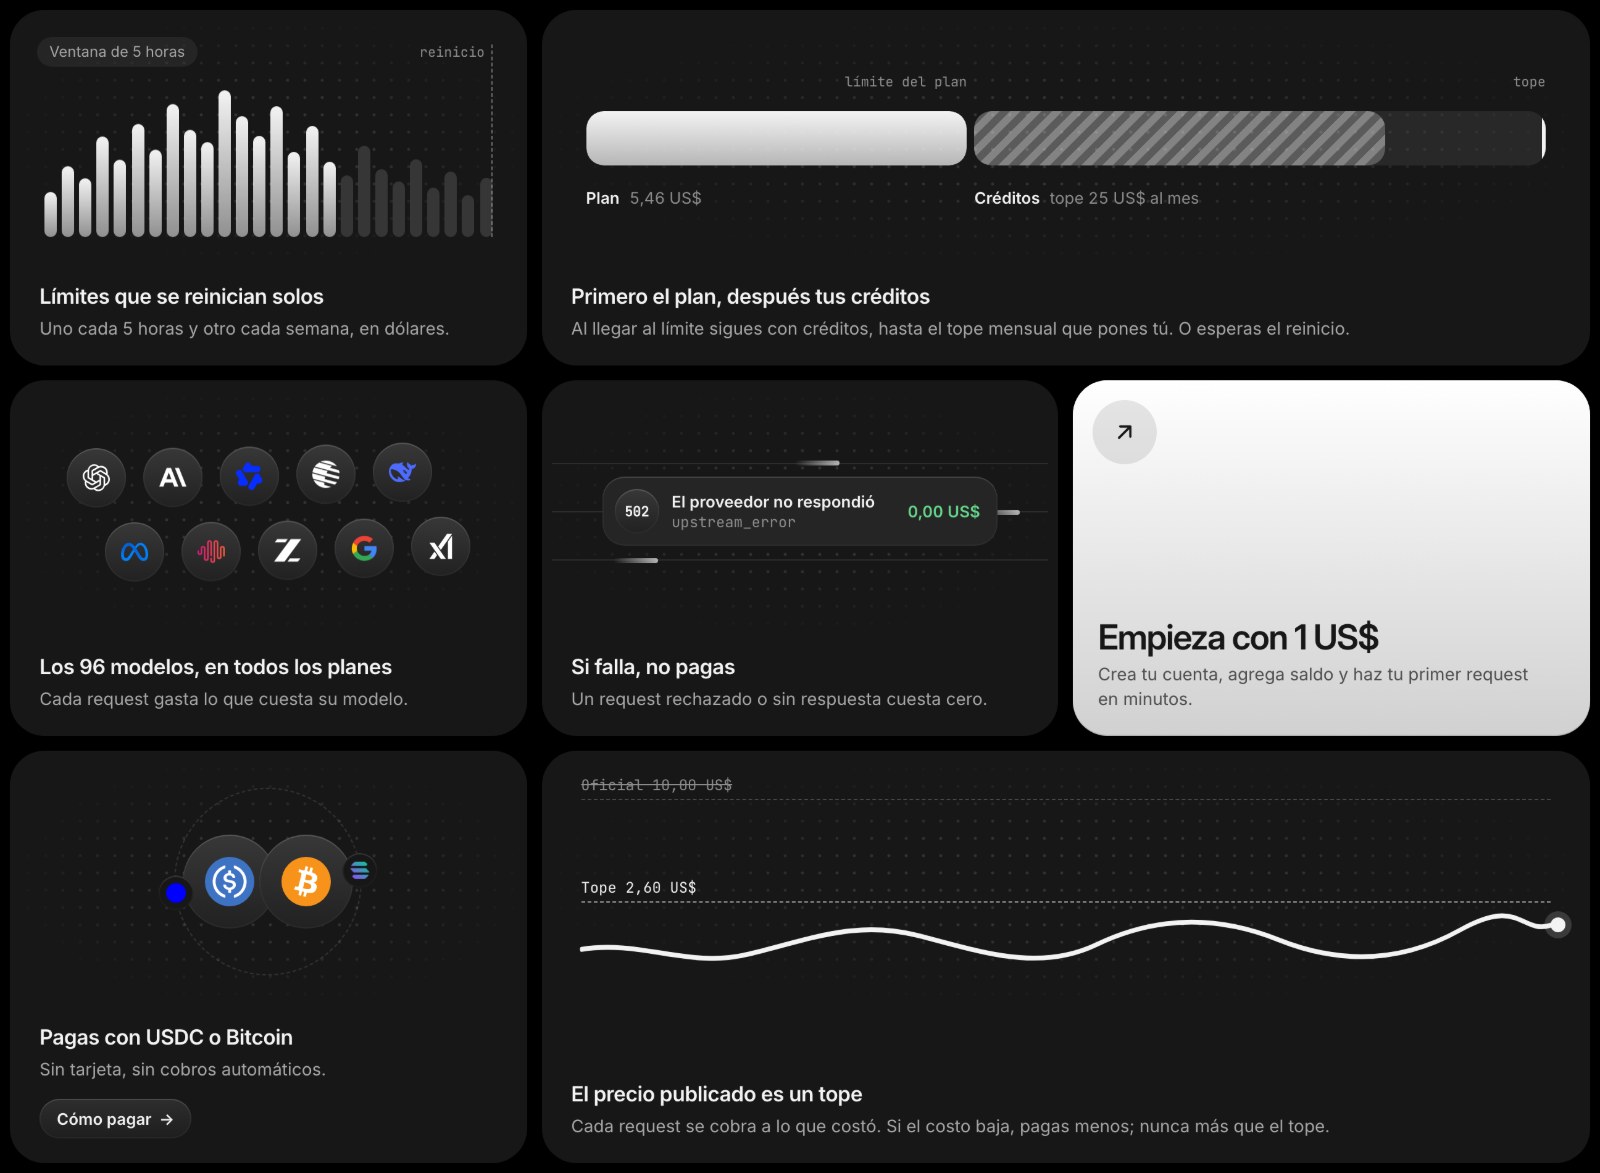 Ventana de 5 horas
reinicio
Límites que se reinician solos
Uno cada 5 horas y otro cada semana, en dólares.
límite del plan
tope
Plan 5,46 US$
Créditos tope 25 US$ al mes
Primero el plan, después tus créditos
Al llegar al límite sigues con créditos, hasta el tope mensual que pones tú. O esperas el reinicio.
Los 96 modelos, en todos los planes
Cada request gasta lo que cuesta su modelo.
502
El proveedor no respondió
upstream_error
0,00 US$
Si falla, no pagas
Un request rechazado o sin respuesta cuesta cero.
Empieza con 1 US$
Crea tu cuenta, agrega saldo y haz tu primer request
en minutos.
Pagas con USDC o Bitcoin
Sin tarjeta, sin cobros automáticos.
Cómo pagar →
Oficial 10,00 US$
Tope 2,60 US$
El precio publicado es un tope
Cada request se cobra a lo que costó. Si el costo baja, pagas menos; nunca más que el tope.